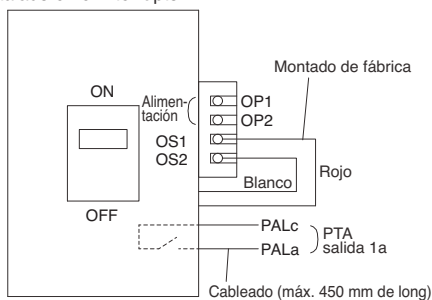 Montado de fábrica
ON
Alimen-
tación
OP1
OP2
OS1
OS2
Blanco
Rojo
OFF
PALc
PALa
PTA
salida 1a
Cableado (máx. 450 mm de long)